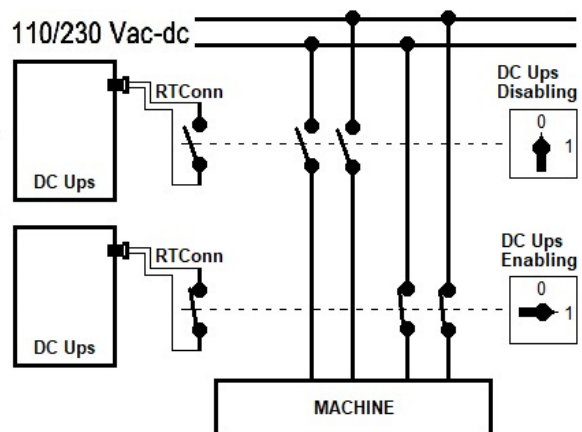 110/230 Vac-dc
RTConn
DC Ups
DC Ups
Disabling
0
1
RTConn
DC Ups
DC Ups
Enabling
0
1
MACHINE